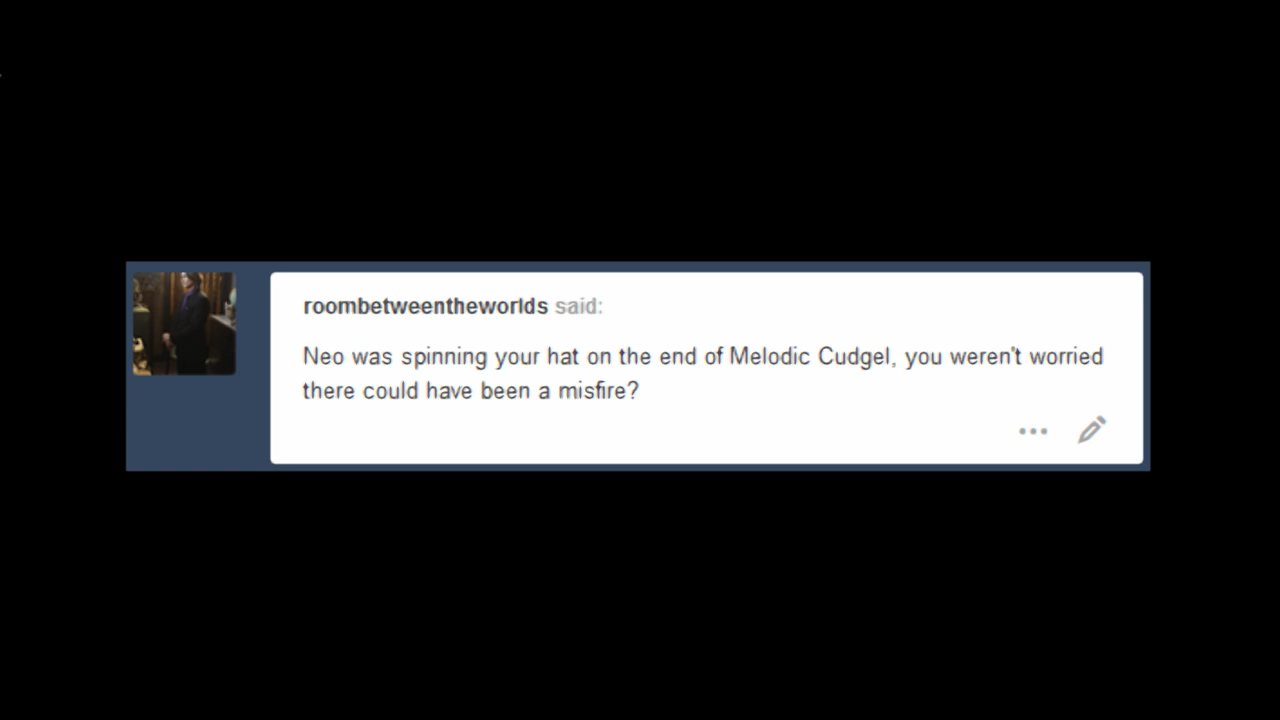 roombetweentheworlds said:
Neo was spinning your hat on the end of Melodic Cudgel, you weren't worried
there could have been a misfire?